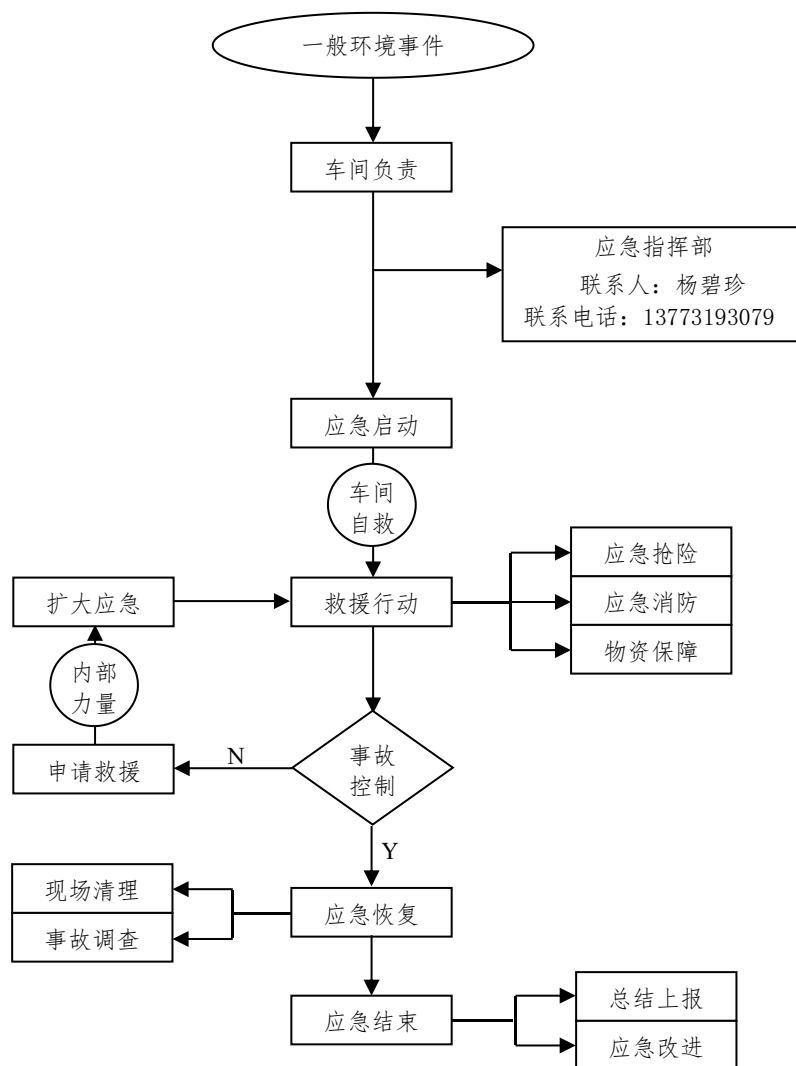 一般环境事件
车间负责
应急指挥部
联系人：杨碧珍
联系电话：13773193079
应急启动
车间
自救
应急抢险
扩大应急
救援行动
应急消防
物资保障
内部
力量
事故
控制
申请救援
N
Y
现场清理
应急恢复
事故调查
总结上报
应急结束
应急改进